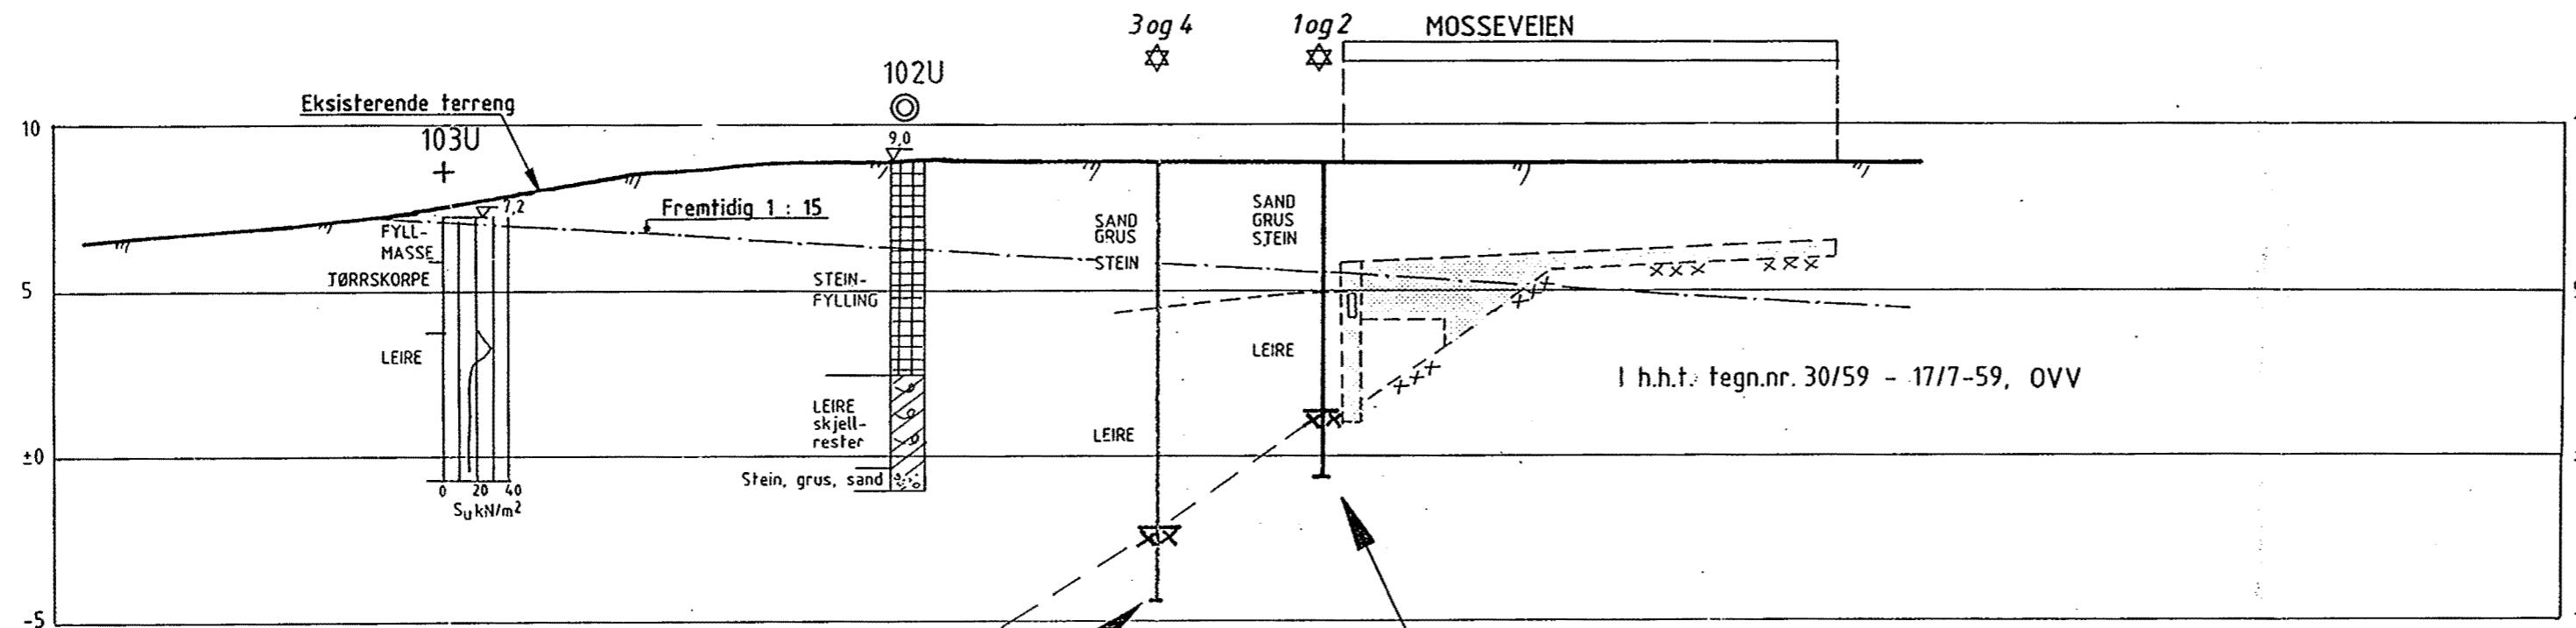 3 og 4
1 og 2
MOSSEVEIEN
102U
Eksisterende terreng
10
103U
9,0
7,2
Fremtidig 1 : 15
FYLL-
MASSE
TØRRSKORPE
LEIRE
STEIN-
FYLLING
SAND
GRUS
STEIN
SAND
GRUS
STEIN
5
LEIRE
I h.h.t. tegn.nr. 30/59 - 17/7-59, OVV
LEIRE
skjell-
rester
LEIRE
±0
Stein, grus, sand
0 20 40
Su kN/m²
-5